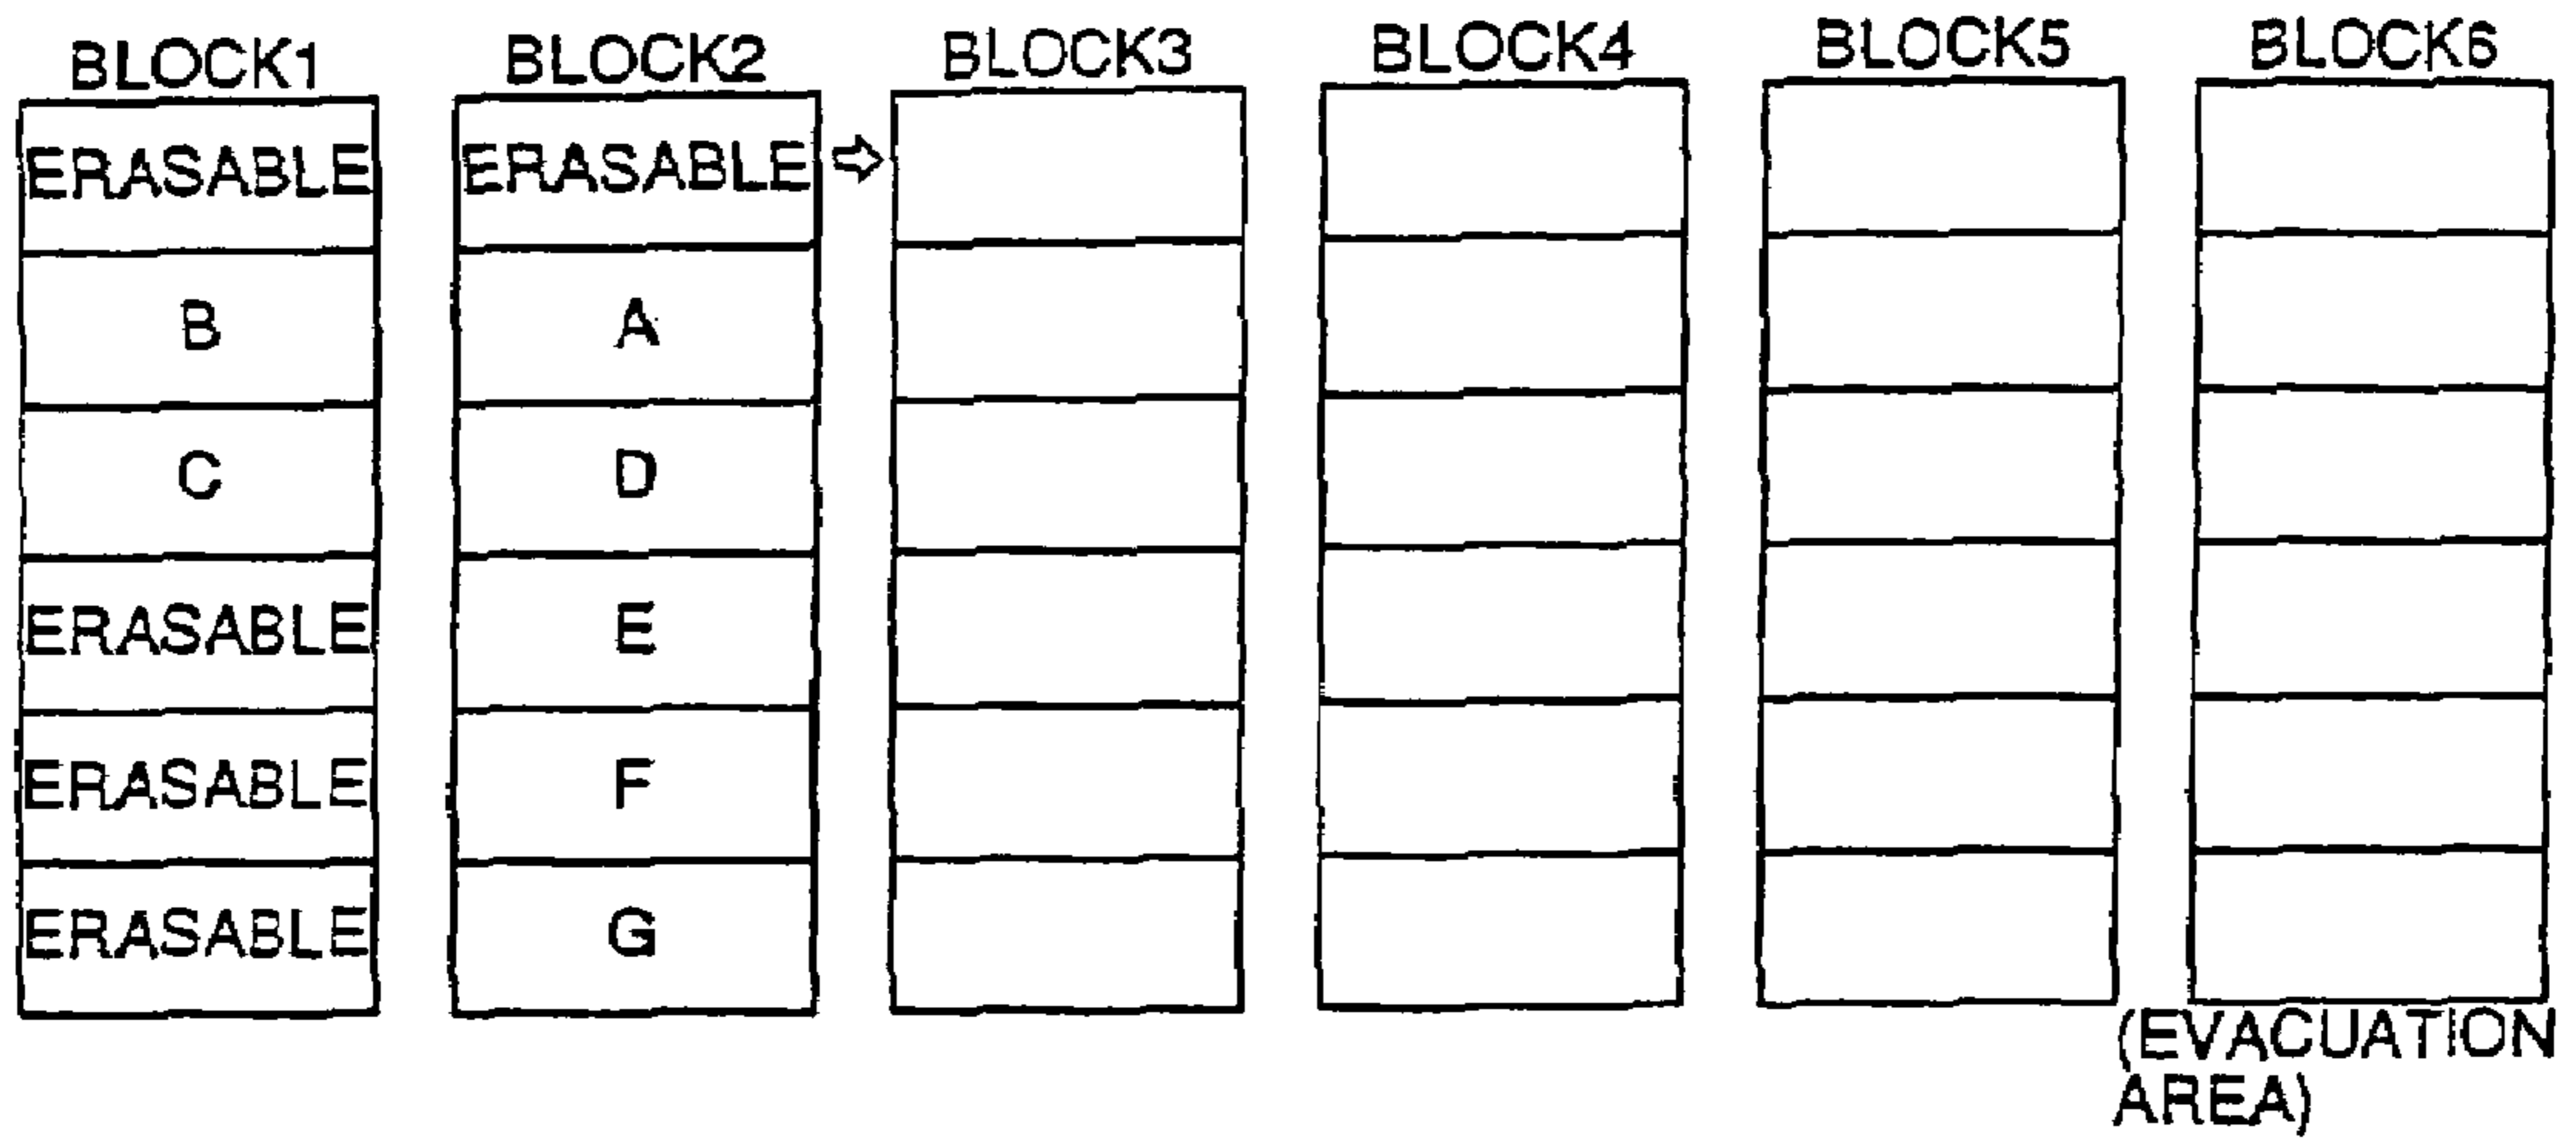 BLOCK1 BLOCK2 BLOCK3 BLOCK4 BLOCK5 BLOCK6
ERASABLE ERASABLE
B A
C D
ERASABLE E
ERASABLE F
ERASABLE G
(EVACUATION
AREA)